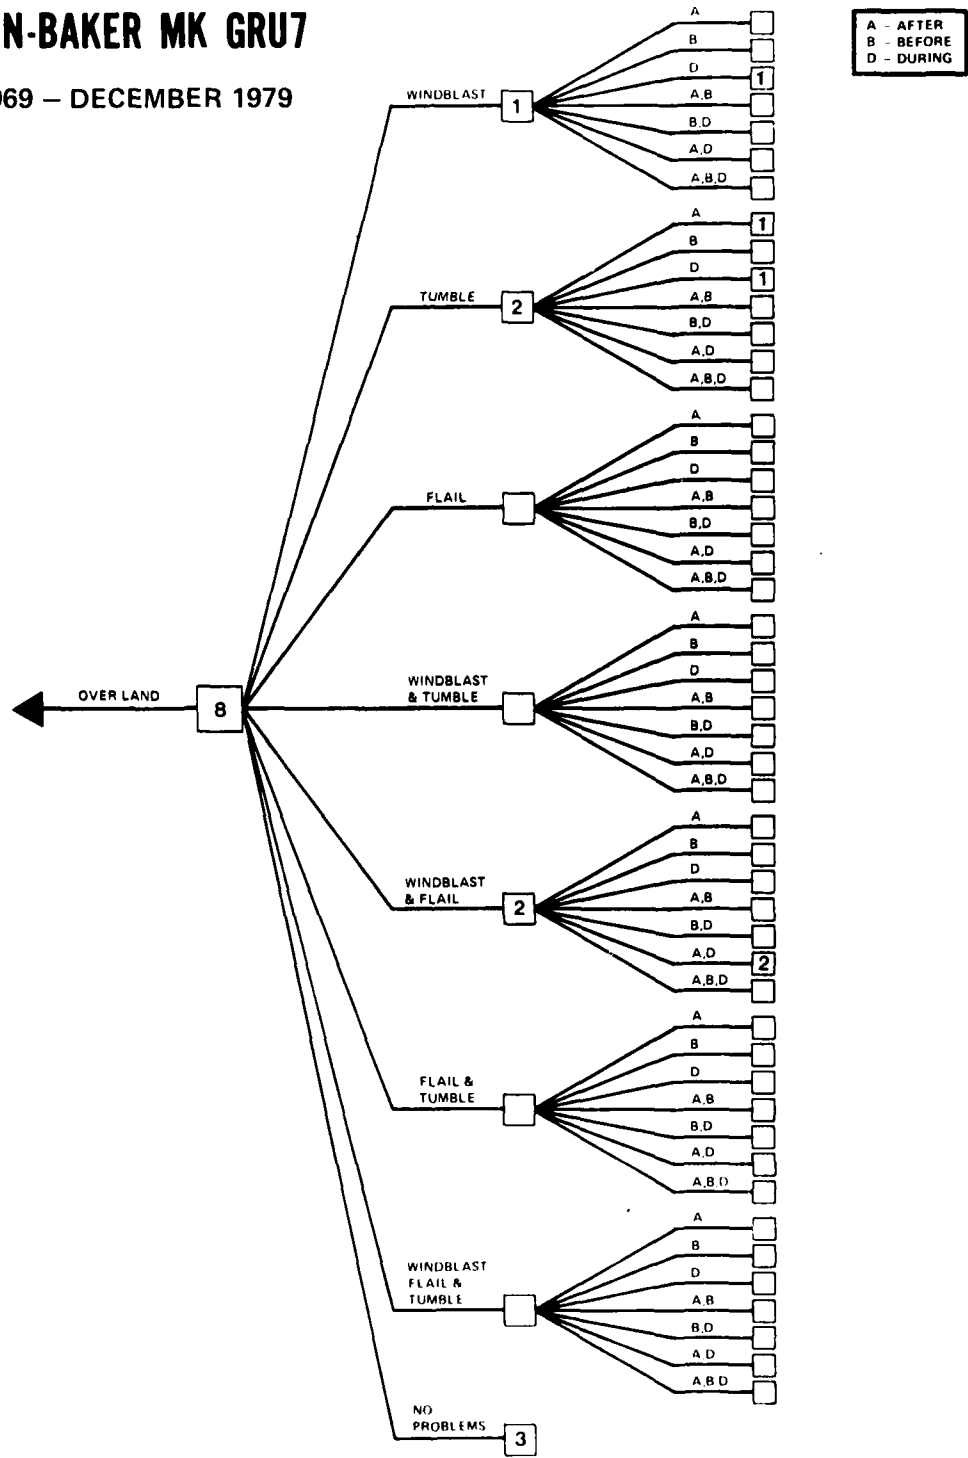 N-BAKER MK GRU7
969 – DECEMBER 1979
A - AFTER
B - BEFORE
D - DURING
WINDBLAST
1
A
B
D 1
A,B
B,D
A,D
A,B,D
TUMBLE
2
A 1
B
D 1
A,B
B,D
A,D
A,B,D
FLAIL
A
B
D
A,B
B,D
A,D
A,B,D
OVER LAND
8
WINDBLAST
& TUMBLE
A
B
D
A,B
B,D
A,D
A,B,D
WINDBLAST
& FLAIL
2
A
B
D
A,B
B,D
A,D 2
A,B,D
FLAIL &
TUMBLE
A
B
D
A,B
B,D
A,D
A,B,D
WINDBLAST
FLAIL &
TUMBLE
A
B
D
A,B
B,D
A,D
A,B,D
NO
PROBLEMS
3